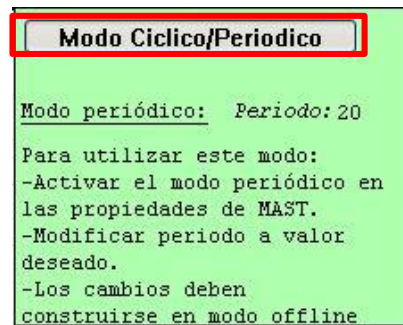 Modo Ciclico/Periodico
Modo periódico: Periodo: 20
Para utilizar este modo:
-Activar el modo periódico en
las propiedades de MAST.
-Modificar periodo a valor
deseado.
-Los cambios deben
construirse en modo offline